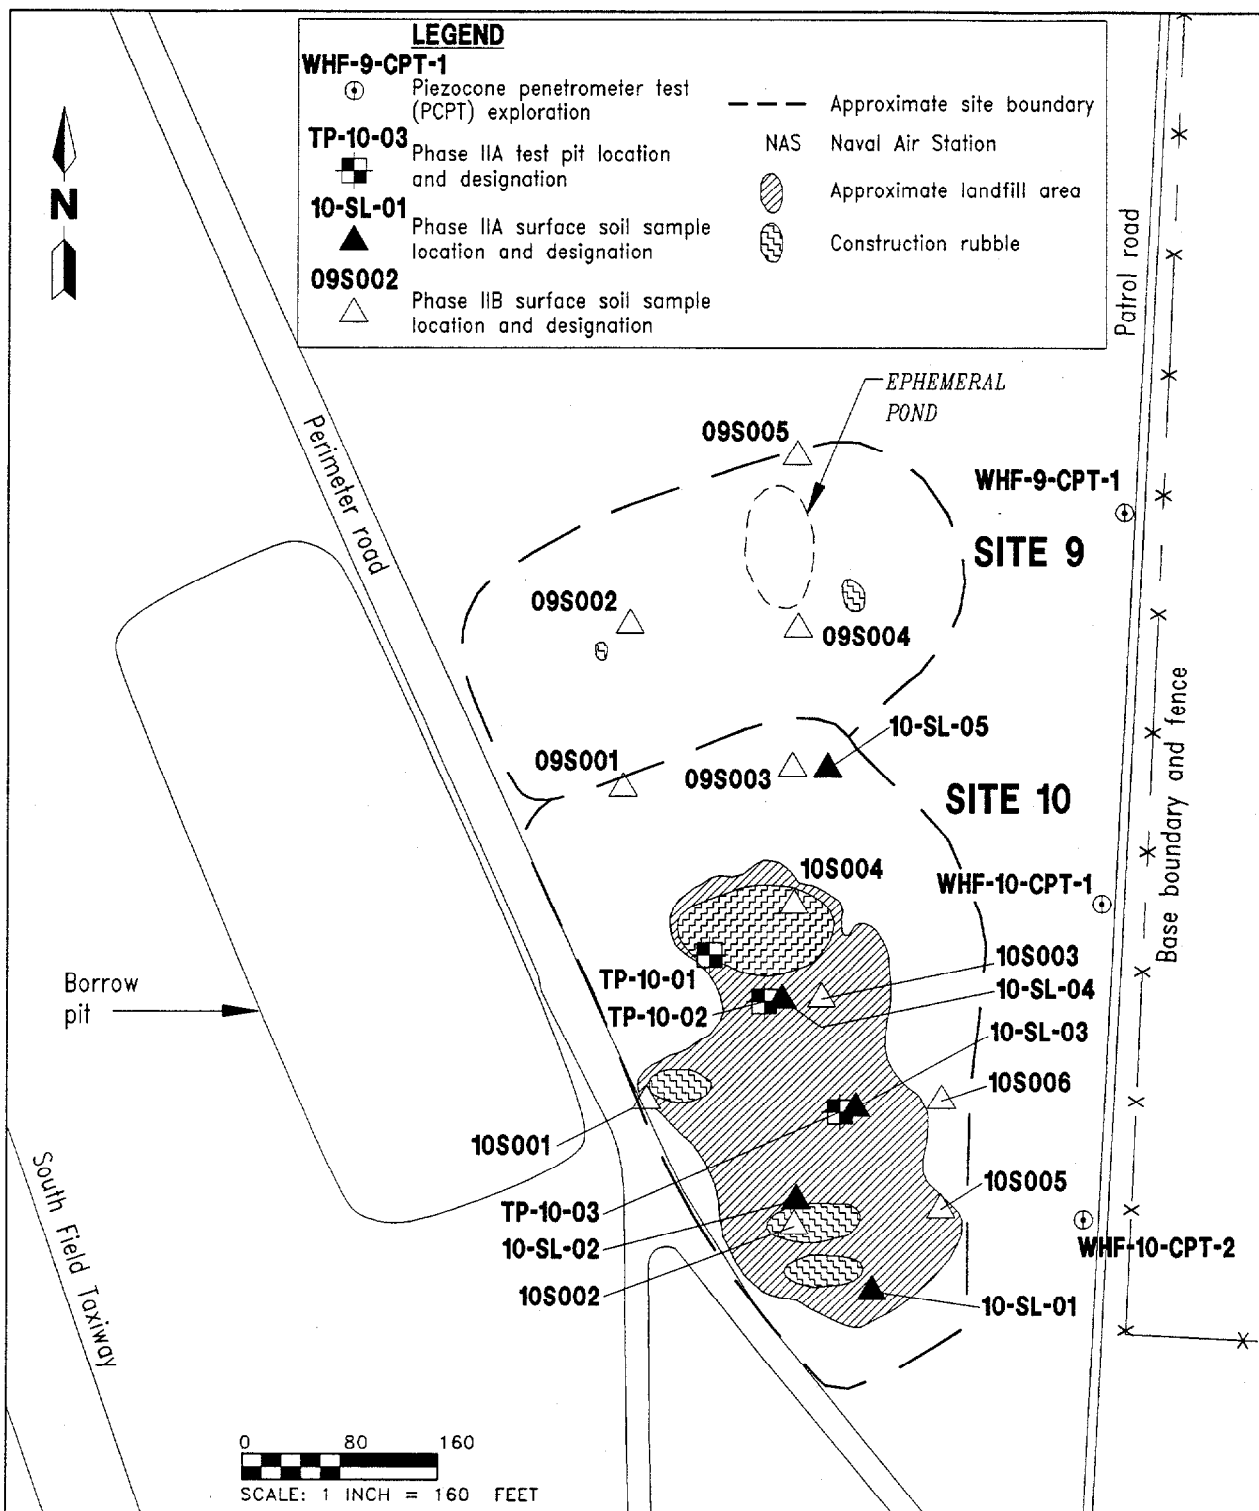 LEGEND
WHF-9-CPT-1
Piezocone penetrometer test
(PCPT) exploration
TP-10-03
Phase IIA test pit location
and designation
10-SL-01
Phase IIA surface soil sample
location and designation
09S002
Phase IIB surface soil sample
location and designation
Approximate site boundary
NAS Naval Air Station
Approximate landfill area
Construction rubble
N
Patrol road
Perimeter road
EPHEMERAL
POND
09S005
WHF-9-CPT-1
SITE 9
09S002
09S004
10-SL-05
09S001
09S003
SITE 10
Base boundary and fence
10S004
WHF-10-CPT-1
10S003
TP-10-01
10-SL-04
Borrow
pit
TP-10-02
10-SL-03
10S006
10S001
10S005
South Field Taxiway
TP-10-03
10-SL-02
WHF-10-CPT-2
10S002
10-SL-01
0 80 160
SCALE: 1 INCH = 160 FEET